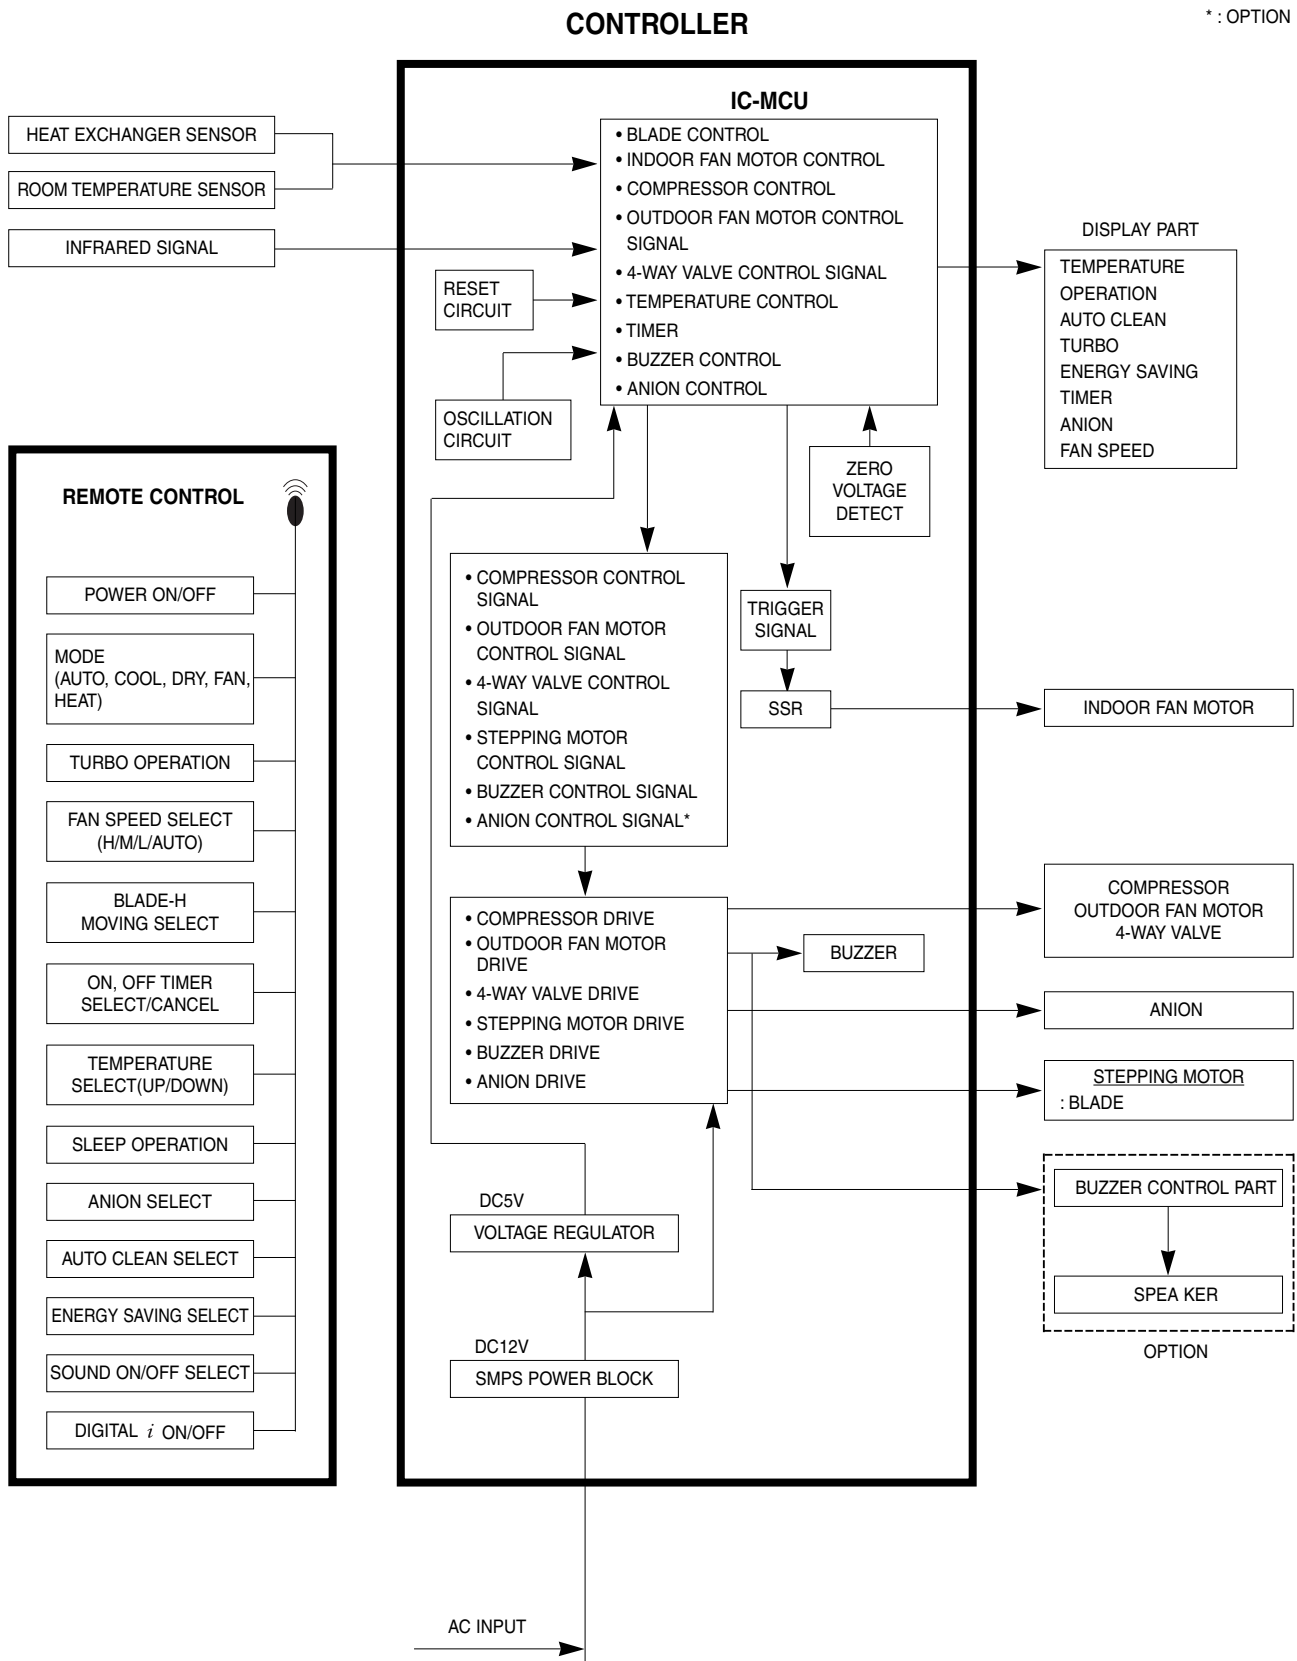 CONTROLLER
* : OPTION
IC-MCU
HEAT EXCHANGER SENSOR
ROOM TEMPERATURE SENSOR
INFRARED SIGNAL
• BLADE CONTROL
• INDOOR FAN MOTOR CONTROL
• COMPRESSOR CONTROL
• OUTDOOR FAN MOTOR CONTROL
SIGNAL
• 4-WAY VALVE CONTROL SIGNAL
• TEMPERATURE CONTROL
• TIMER
• BUZZER CONTROL
• ANION CONTROL
RESET
CIRCUIT
OSCILLATION
CIRCUIT
ZERO
VOLTAGE
DETECT
DISPLAY PART
TEMPERATURE
OPERATION
AUTO CLEAN
TURBO
ENERGY SAVING
TIMER
ANION
FAN SPEED
REMOTE CONTROL
POWER ON/OFF
MODE
(AUTO, COOL, DRY, FAN,
HEAT)
TURBO OPERATION
FAN SPEED SELECT
(H/M/L/AUTO)
BLADE-H
MOVING SELECT
ON, OFF TIMER
SELECT/CANCEL
TEMPERATURE
SELECT(UP/DOWN)
SLEEP OPERATION
ANION SELECT
AUTO CLEAN SELECT
ENERGY SAVING SELECT
SOUND ON/OFF SELECT
DIGITAL i ON/OFF
• COMPRESSOR CONTROL
SIGNAL
• OUTDOOR FAN MOTOR
CONTROL SIGNAL
• 4-WAY VALVE CONTROL
SIGNAL
• STEPPING MOTOR
CONTROL SIGNAL
• BUZZER CONTROL SIGNAL
• ANION CONTROL SIGNAL*
TRIGGER
SIGNAL
SSR
INDOOR FAN MOTOR
• COMPRESSOR DRIVE
• OUTDOOR FAN MOTOR
DRIVE
• 4-WAY VALVE DRIVE
• STEPPING MOTOR DRIVE
• BUZZER DRIVE
• ANION DRIVE
BUZZER
COMPRESSOR
OUTDOOR FAN MOTOR
4-WAY VALVE
ANION
STEPPING MOTOR
: BLADE
BUZZER CONTROL PART
SPEA KER
OPTION
DC5V
VOLTAGE REGULATOR
DC12V
SMPS POWER BLOCK
AC INPUT